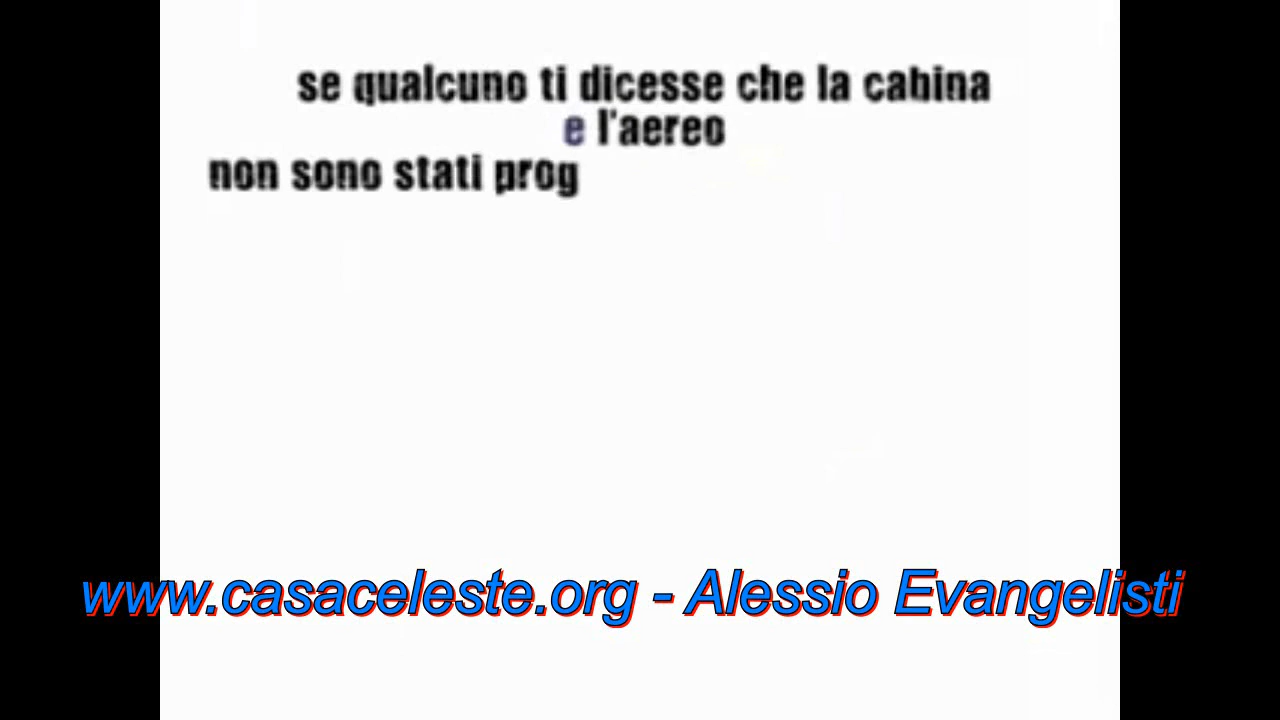 se qualcuno ti dicesse che la cabina
e l'aereo
non sono stati prog
www.casaceleste.org - Alessio Evangelisti